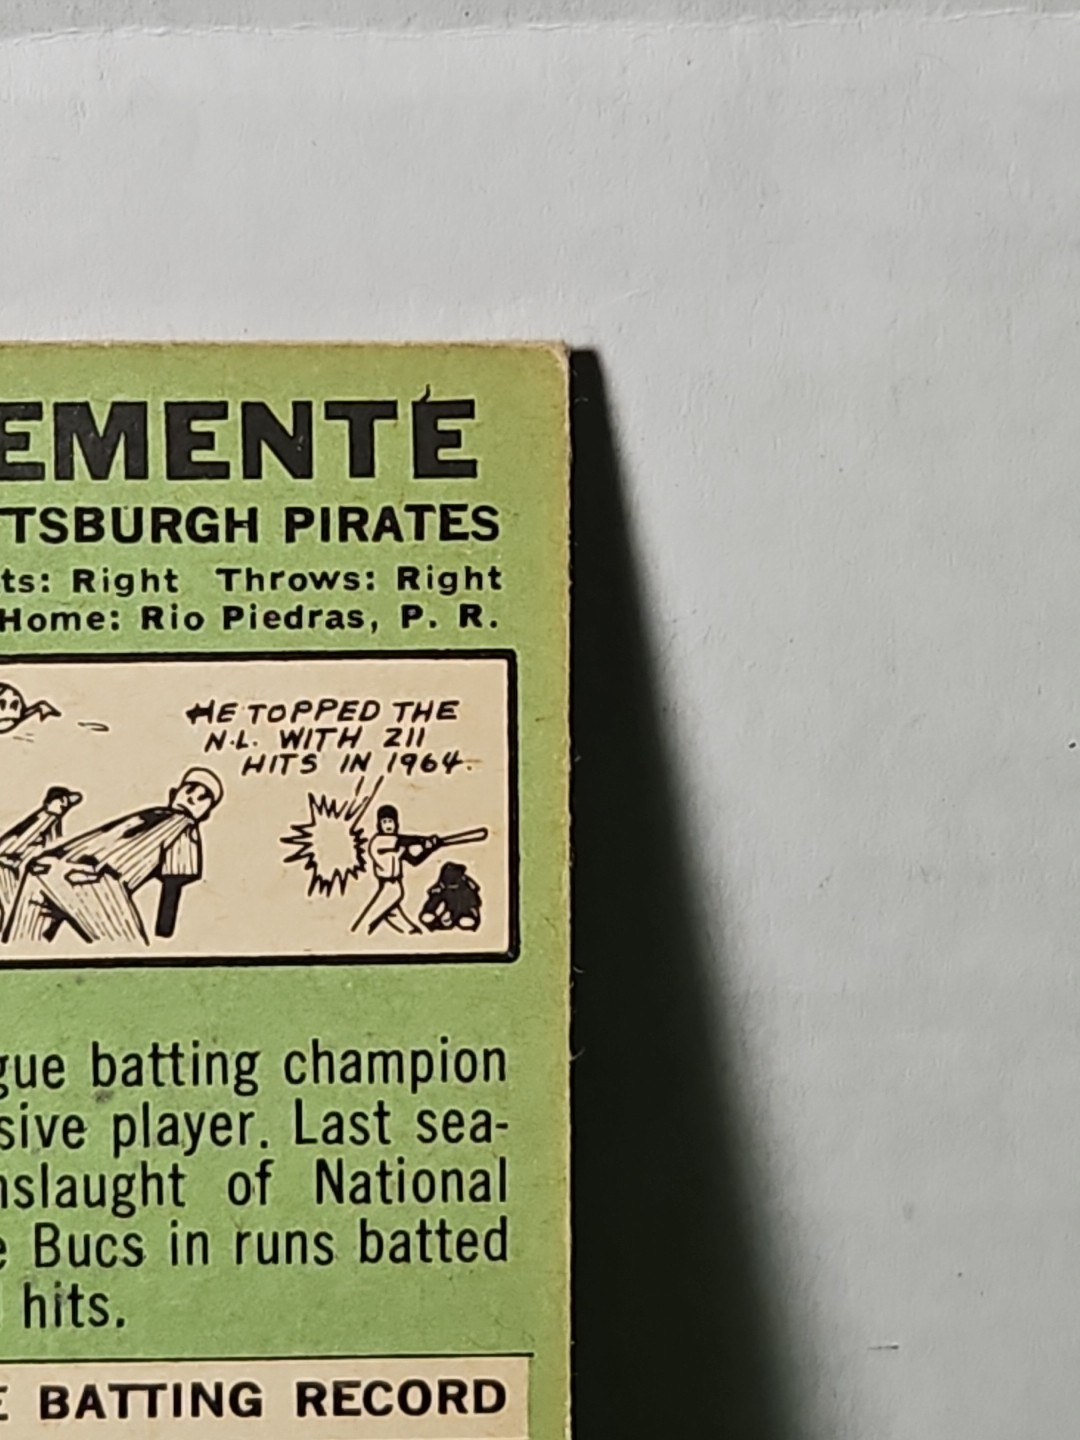 EMENTE
TTSBURGH PIRATES
ts: Right Throws: Right
Home: Rio Piedras, P. R.
HE TOPPED THE
N.L. WITH 211
HITS IN 1964.
gue batting champion
sive player. Last sea-
nslaught of National
e Bucs in runs batted
hits.
E BATTING RECORD